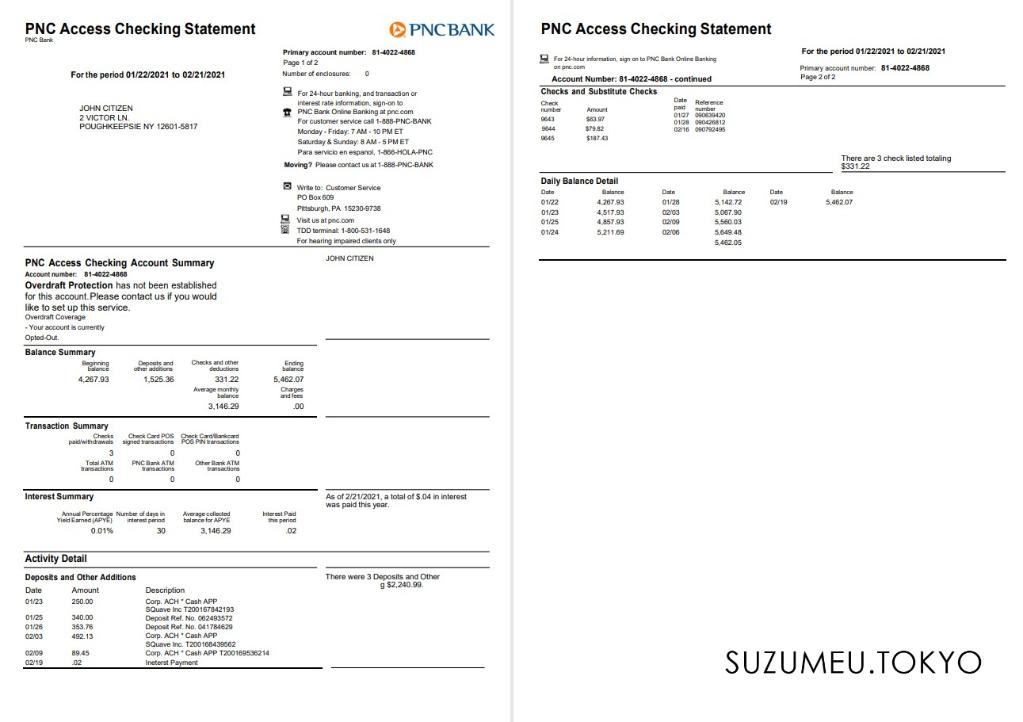 PNC Access Checking Statement
PNC Bank
PNC BANK
For the period 01/22/2021 to 02/21/2021
JOHN CITIZEN
2 VICTOR LN.
POUGHKEEPSIE NY 12601-5817
Primary account number: 81-4022-4868
Page 1 of 2
Number of enclosures: 0
For 24-hour banking, and transaction or
interest rate information, sign-on to
PNC Bank Online Banking at pnc.com
For customer service call 1-888-PNC-BANK
Monday - Friday: 7 AM - 10 PM ET
Saturday & Sunday: 8 AM - 5 PM ET
Para servicio en espanol, 1-866-HOLA-PNC
Moving? Please contact us at 1-888-PNC-BANK
Write to: Customer Service
PO Box 609
Pittsburgh, PA 15230-9738
Visit us at pnc.com
TDD terminal: 1-800-531-1648
For hearing impaired clients only
PNC Access Checking Account Summary
Account number: 81-4022-4868
Overdraft Protection has not been established
for this account.Please contact us if you would
like to set up this service.
Overdraft Coverage
- Your account is currently
Opted-Out.
JOHN CITIZEN
Balance Summary
Beginning balance Deposits and other additions Checks and other deductions Ending balance
4,267.93 1,525.36 331.22 5,462.07
Average monthly balance Charges and fees
3,146.29 .00
Transaction Summary
Checks paid/withdrawals Check Card POS signed transactions Check Card/Bankcard POS PIN transactions
3 0 0
Total ATM transactions PNC Bank ATM transactions Other Bank ATM transactions
0 0 0
Interest Summary
As of 2/21/2021, a total of $.04 in interest
was paid this year.
Annual Percentage Yield Earned (APYE) Number of days in interest period Average collected balance for APYE Interest Paid this period
0.01% 30 3,146.29 .02
Activity Detail
Deposits and Other Additions
There were 3 Deposits and Other
g $2,240.99.
Date Amount Description
01/23 250.00 Corp. ACH * Cash APP
SQuave Inc T200167842193
01/25 340.00 Deposit Ref. No. 062493572
01/26 353.76 Deposit Ref. No. 041784629
02/03 492.13 Corp. ACH * Cash APP
SQuave Inc. T200168439562
02/09 89.45 Corp. ACH * Cash APP T200169536214
02/19 .02 Ineterst Payment
PNC Access Checking Statement
For 24-hour information, sign on to PNC Bank Online Banking
on pnc.com
For the period 01/22/2021 to 02/21/2021
Primary account number: 81-4022-4868
Page 2 of 2
Account Number: 81-4022-4868 - continued
Checks and Substitute Checks
Check number Amount Date paid Reference number
9643 $63.97 01/27 090639420
9644 $79.82 01/28 090426812
9645 $187.43 02/16 090792495
There are 3 check listed totaling
$331.22
Daily Balance Detail
Date Balance Date Balance Date Balance
01/22 4,267.93 01/28 5,142.72 02/19 5,462.07
01/23 4,517.93 02/03 5,067.90
01/25 4,857.93 02/09 5,560.03
01/24 5,211.69 02/06 5,649.48
5,462.05
SUZUMEU.TOKYO